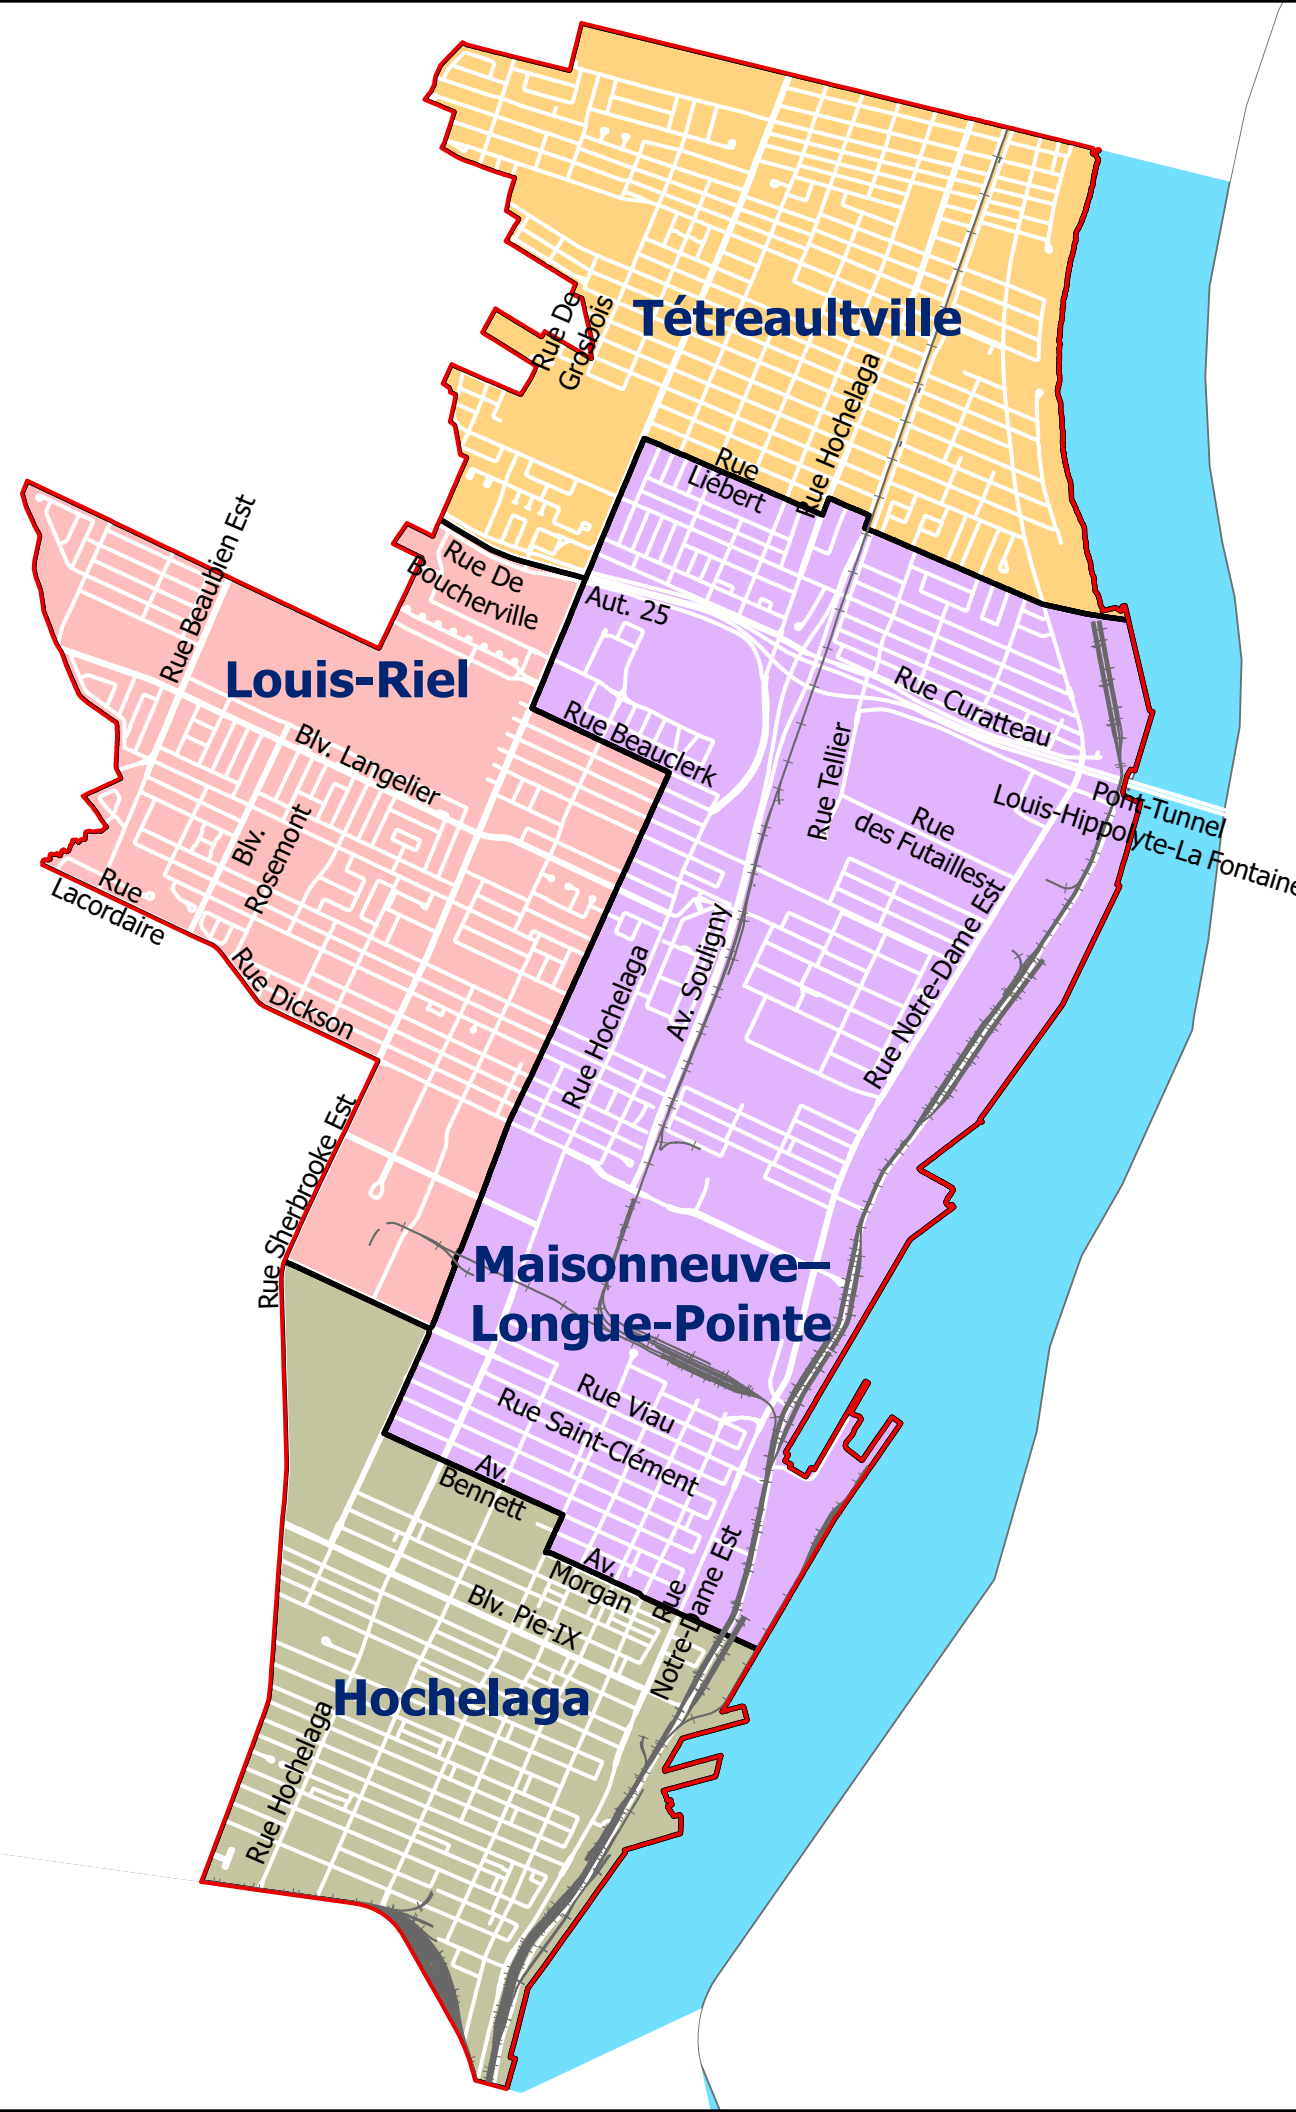 Tétreaultville
Rue De
Grosbois
Rue Hochelaga
Rue
Liébert
Rue Beaubien Est
Rue De
Boucherville
Aut. 25
Louis-Riel
Rue Curatteau
Rue Beauclerk
Blv. Langelier
Rue Tellier
Pont-Tunnel
Louis-Hippolyte-La Fontaine
Rue
des Futailles
Blv.
Rosemont
Rue
Lacordaire
Rue Dickson
Av. Souligny
Rue Hochelaga
Rue Notre-Dame Est
Rue Sherbrooke Est
Maisonneuve–
Longue-Pointe
Rue Viau
Rue Saint-Clément
Av.
Bennett
Av.
Morgan
Rue
Notre-Dame Est
Blv. Pie-IX
Hochelaga
Rue Hochelaga